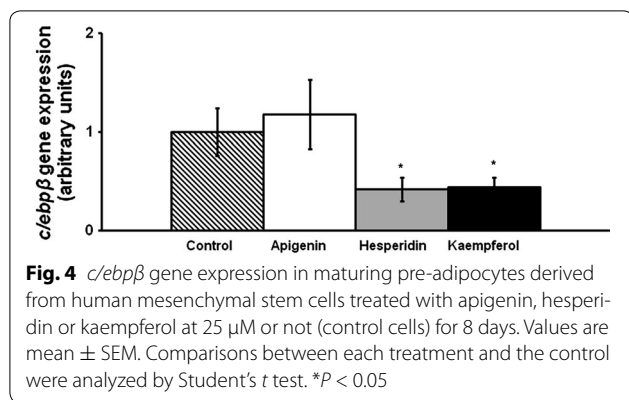 c/ebpβ gene expression
(arbitrary units)
2
1
0
*
*
Control
Apigenin
Hesperidin
Kaempferol
Fig. 4 c/ebpβ gene expression in maturing pre-adipocytes derived
from human mesenchymal stem cells treated with apigenin, hesperi-
din or kaempferol at 25 μM or not (control cells) for 8 days. Values are
mean ± SEM. Comparisons between each treatment and the control
were analyzed by Student’s t test. *P < 0.05